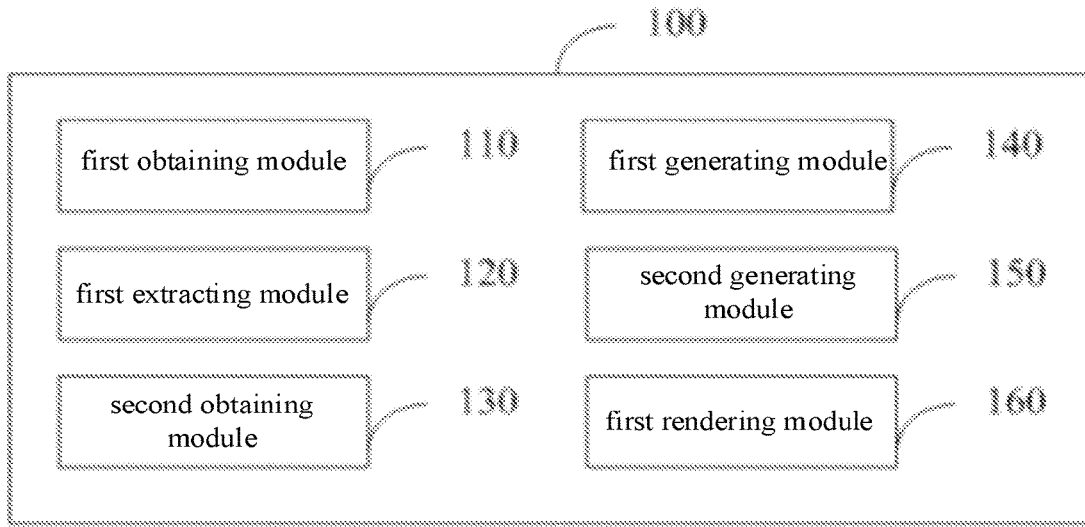 100
first obtaining module
110
first extracting module
120
second obtaining
module
130
first generating module
140
second generating
module
150
first rendering module
160